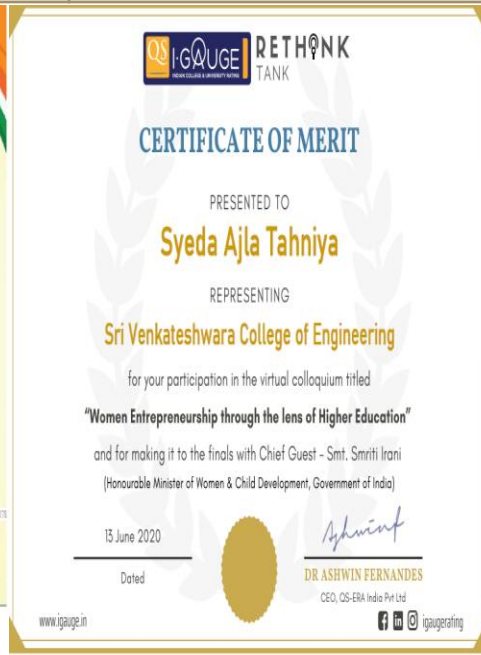 QS I·GAUGE
INDIAN COLLEGE & UNIVERSITY RATING
RETHINK
TANK
CERTIFICATE OF MERIT
PRESENTED TO
Syeda Ajla Tahniya
REPRESENTING
Sri Venkateshwara College of Engineering
for your participation in the virtual colloquium titled
“Women Entrepreneurship through the lens of Higher Education”
and for making it to the finals with Chief Guest - Smt. Smriti Irani
(Honourable Minister of Women & Child Development, Government of India)
13 June 2020
Ashwinf
Dated
DR ASHWIN FERNANDES
CEO, QS-ERA India Pvt Ltd
www.igauge.in
igaugerating